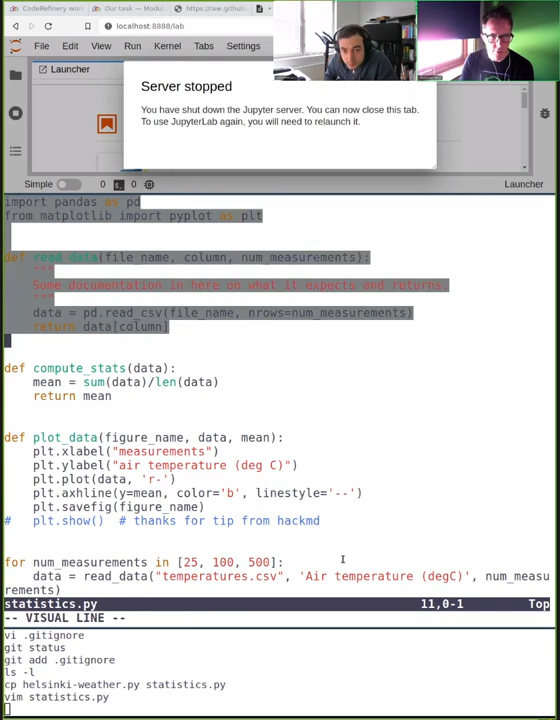 CodeRefinery wor
Our task — Modul
https://raw.github
localhost:8888/lab
File Edit View Run Kernel Tabs Settings
Launcher
Server stopped
You have shut down the Jupyter server. You can now close this tab.
To use JupyterLab again, you will need to relaunch it.
Simple 0 0 Launcher
import pandas as pd
from matplotlib import pyplot as plt
def read_data(file_name, column, num_measurements):
"""
Some documentation in here on what it expects and returns.
"""
data = pd.read_csv(file_name, nrows=num_measurements)
return data[column]
def compute_stats(data):
mean = sum(data)/len(data)
return mean
def plot_data(figure_name, data, mean):
plt.xlabel("measurements")
plt.ylabel("air temperature (deg C)")
plt.plot(data, 'r-')
plt.axhline(y=mean, color='b', linestyle='--')
plt.savefig(figure_name)
#   plt.show()  # thanks for tip from hackmd
for num_measurements in [25, 100, 500]:
data = read_data("temperatures.csv", 'Air temperature (degC)', num_measu
rements)
statistics.py 11,0-1 Top
-- VISUAL LINE --
vi .gitignore
git status
git add .gitignore
ls -l
cp helsinki-weather.py statistics.py
vim statistics.py